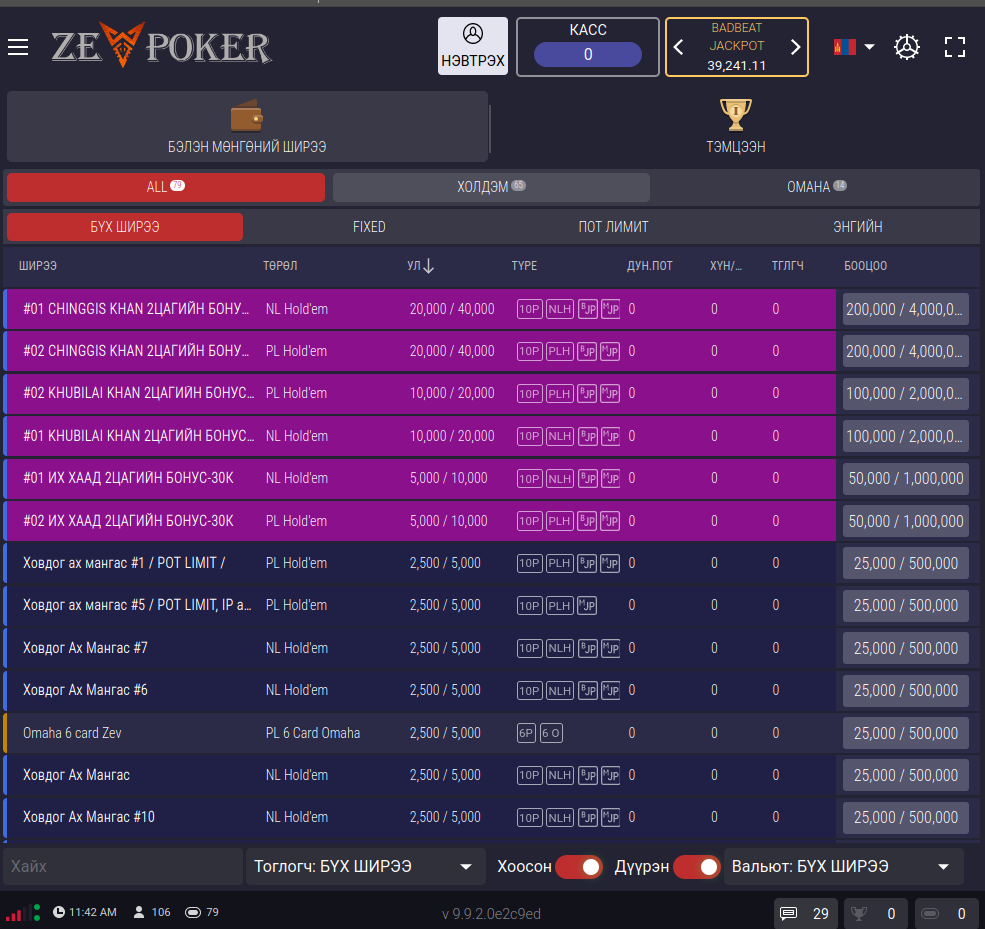 ZEVPOKER
НЭВТРЭХ
КАСС
0
BADBEAT
JACKPOT
39,241.11
БЭЛЭН МӨНГӨНИЙ ШИРЭЭ
ТЭМЦЭЭН
ALL 79
ХОЛДЭМ 65
ОМАНА 14
БҮХ ШИРЭЭ
FIXED
ПОТ ЛИМИТ
ЭНГИЙН
ШИРЭЭ ТӨРӨЛ УЛ TYPE ДУН.ПОТ ХҮН/... ТГЛГЧ БООЦОО
#01 CHINGGIS KHAN 2ЦАГИЙН БОНУ... NL Hold'em 20,000 / 40,000 10P NLH BJP MJP 0 0 0 200,000 / 4,000,0...
#02 CHINGGIS KHAN 2ЦАГИЙН БОНУ... PL Hold'em 20,000 / 40,000 10P PLH BJP MJP 0 0 0 200,000 / 4,000,0...
#02 KHUBILAI KHAN 2ЦАГИЙН БОНУС... PL Hold'em 10,000 / 20,000 10P PLH BJP MJP 0 0 0 100,000 / 2,000,0...
#01 KHUBILAI KHAN 2ЦАГИЙН БОНУС... NL Hold'em 10,000 / 20,000 10P NLH BJP MJP 0 0 0 100,000 / 2,000,0...
#01 ИХ ХААД 2ЦАГИЙН БОНУС-30К NL Hold'em 5,000 / 10,000 10P NLH BJP MJP 0 0 0 50,000 / 1,000,000
#02 ИХ ХААД 2ЦАГИЙН БОНУС-30К PL Hold'em 5,000 / 10,000 10P PLH BJP MJP 0 0 0 50,000 / 1,000,000
Ховдог ах мангас #1 / POT LIMIT / PL Hold'em 2,500 / 5,000 10P PLH BJP MJP 0 0 0 25,000 / 500,000
Ховдог ах мангас #5 / POT LIMIT, IP a... PL Hold'em 2,500 / 5,000 10P PLH MJP 0 0 0 25,000 / 500,000
Ховдог Ах Мангас #7 NL Hold'em 2,500 / 5,000 10P NLH BJP MJP 0 0 0 25,000 / 500,000
Ховдог Ах Мангас #6 NL Hold'em 2,500 / 5,000 10P NLH BJP MJP 0 0 0 25,000 / 500,000
Omaha 6 card Zev PL 6 Card Omaha 2,500 / 5,000 6P 6 O 0 0 0 25,000 / 500,000
Ховдог Ах Мангас NL Hold'em 2,500 / 5,000 10P NLH BJP MJP 0 0 0 25,000 / 500,000
Ховдог Ах Мангас #10 NL Hold'em 2,500 / 5,000 10P NLH BJP MJP 0 0 0 25,000 / 500,000
Хайх
Тоглогч: БҮХ ШИРЭЭ
Хоосон
Дүүрэн
Вальют: БҮХ ШИРЭЭ
11:42 AM 106 79 v 9.9.2.0e2c9ed 29 0 0